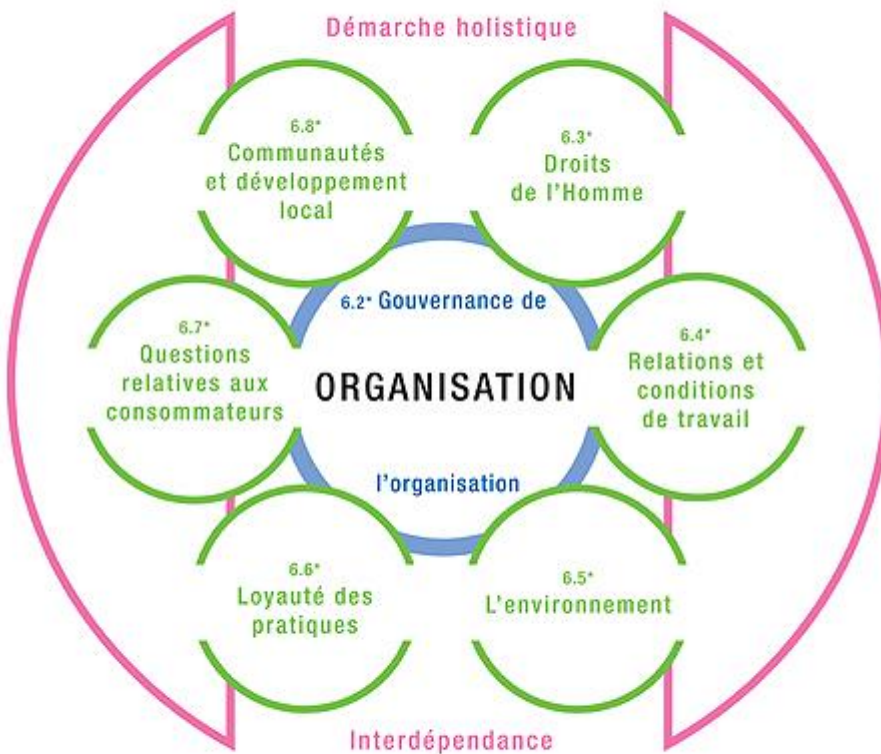 Démarche holistique
6.8*
Communautés
et développement
local
6.3*
Droits
de l'Homme
6.2* Gouvernance de
6.7*
Questions
relatives aux
consommateurs
ORGANISATION
6.4*
Relations et
conditions
de travail
l'organisation
6.6*
Loyauté des
pratiques
6.5*
L'environnement
Interdépendance